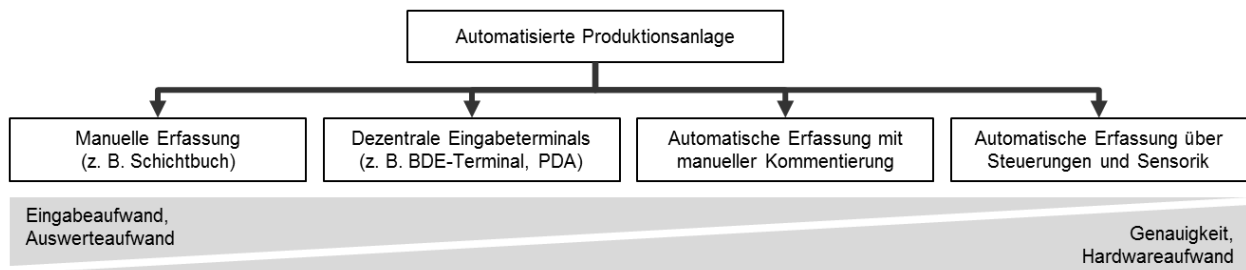 Automatisierte Produktionsanlage
Manuelle Erfassung
(z. B. Schichtbuch)
Dezentrale Eingabeterminals
(z. B. BDE-Terminal, PDA)
Automatische Erfassung mit
manueller Kommentierung
Automatische Erfassung über
Steuerungen und Sensorik
Eingabeaufwand,
Auswerteaufwand
Genauigkeit,
Hardwareaufwand